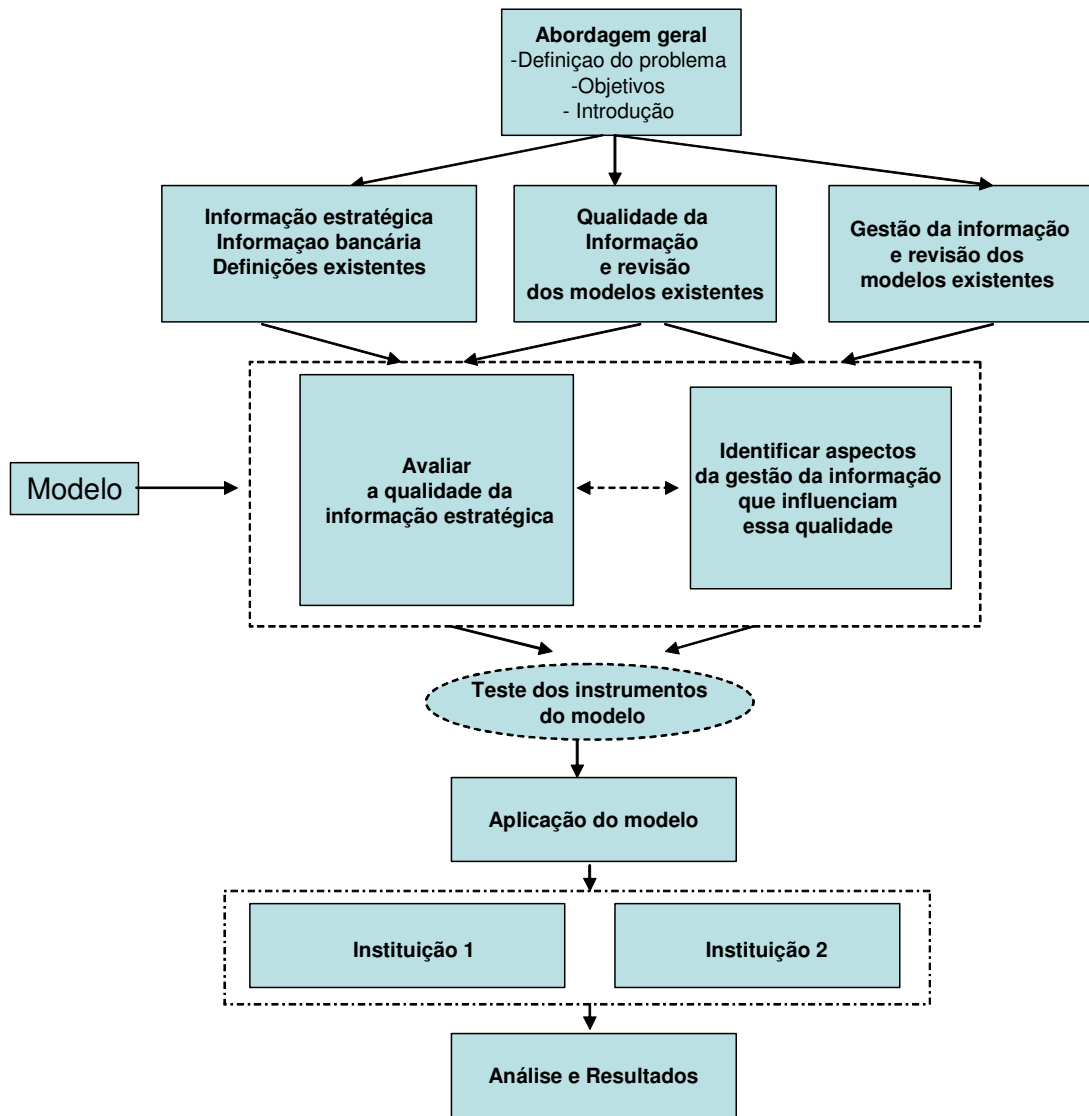 Abordagem geral
-Definiçao do problema
-Objetivos
- Introdução
Informação estratégica
Informaçao bancária
Definições existentes
Qualidade da
Informação
e revisão
dos modelos existentes
Gestão da informação
e revisão dos
modelos existentes
Modelo
Avaliar
a qualidade da
informação estratégica
Identificar aspectos
da gestão da informação
que influenciam
essa qualidade
Teste dos instrumentos
do modelo
Aplicação do modelo
Instituição 1
Instituição 2
Análise e Resultados